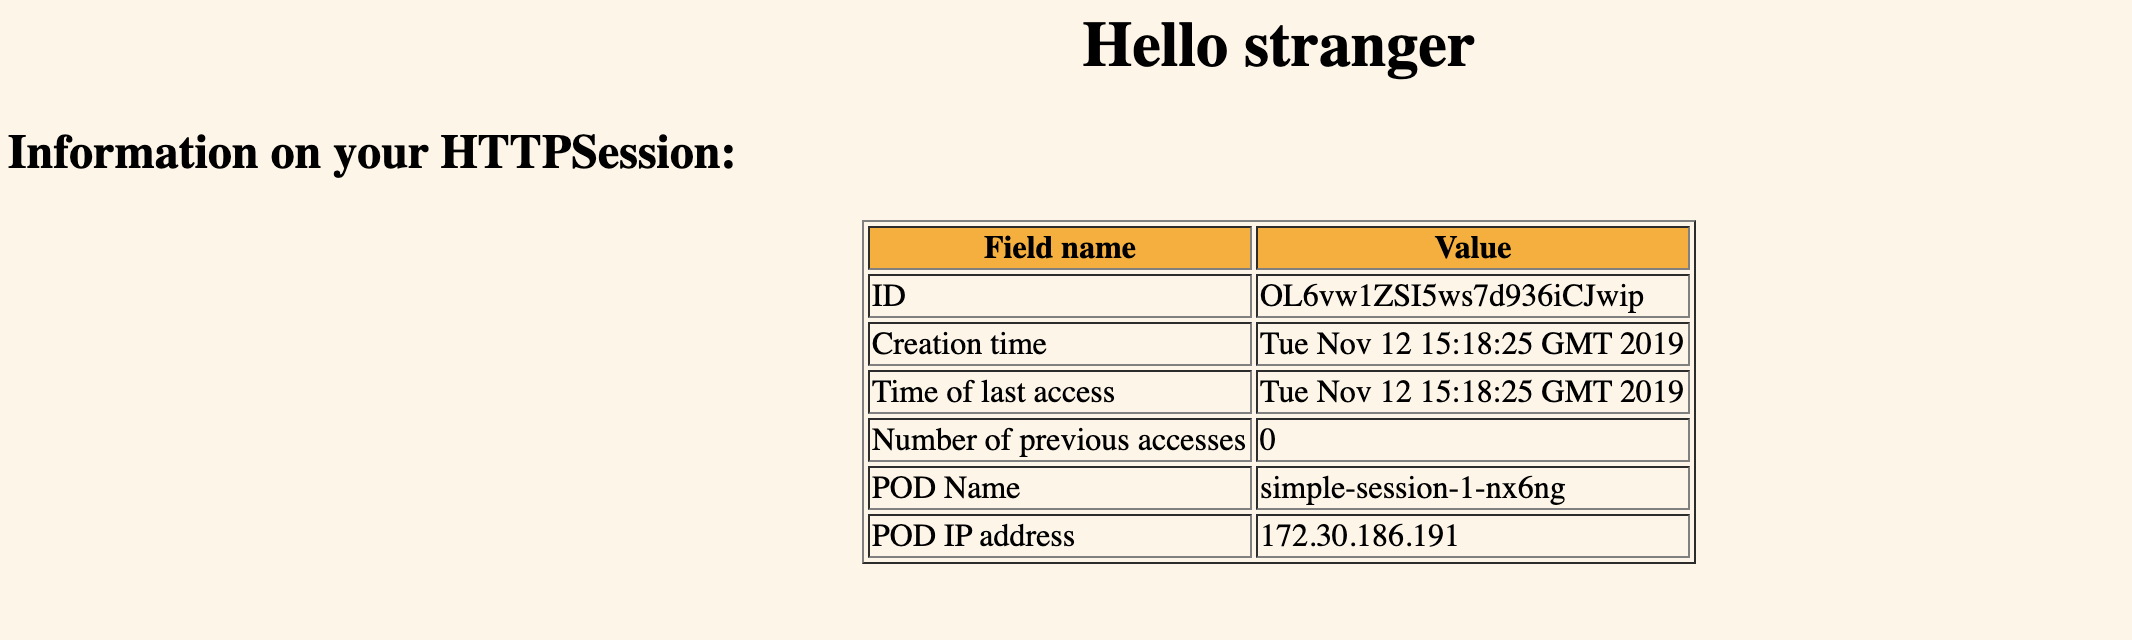 Hello stranger
Information on your HTTPSession:
Field name Value
ID OL6vw1ZSI5ws7d936iCJwip
Creation time Tue Nov 12 15:18:25 GMT 2019
Time of last access Tue Nov 12 15:18:25 GMT 2019
Number of previous accesses 0
POD Name simple-session-1-nx6ng
POD IP address 172.30.186.191